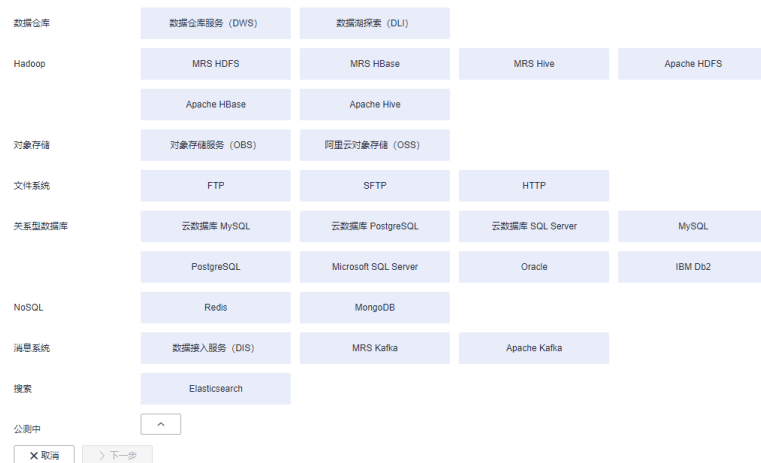 数据仓库 数据仓库服务（DWS） 数据湖探索（DLI）
Hadoop MRS HDFS MRS HBase MRS Hive Apache HDFS
Apache HBase Apache Hive
对象存储 对象存储服务（OBS） 阿里云对象存储（OSS）
文件系统 FTP SFTP HTTP
关系型数据库 云数据库 MySQL 云数据库 PostgreSQL 云数据库 SQL Server MySQL
PostgreSQL Microsoft SQL Server Oracle IBM Db2
NoSQL Redis MongoDB
消息系统 数据接入服务（DIS） MRS Kafka Apache Kafka
搜索 Elasticsearch
公测中
取消 下一步